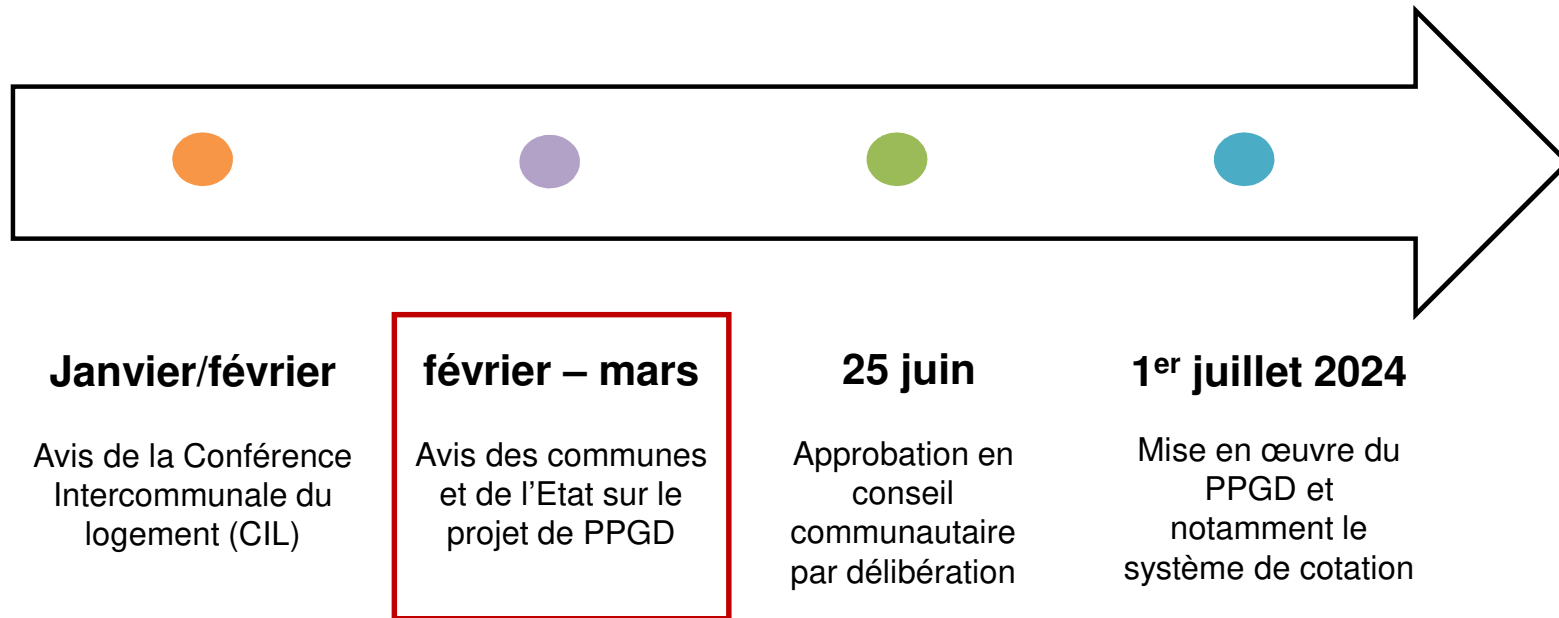 Janvier/février
Avis de la Conférence
Intercommunale du
logement (CIL)
février – mars
Avis des communes
et de l'Etat sur le
projet de PPGD
25 juin
Approbation en
conseil
communautaire
par délibération
1er juillet 2024
Mise en œuvre du
PPGD et
notamment le
système de cotation